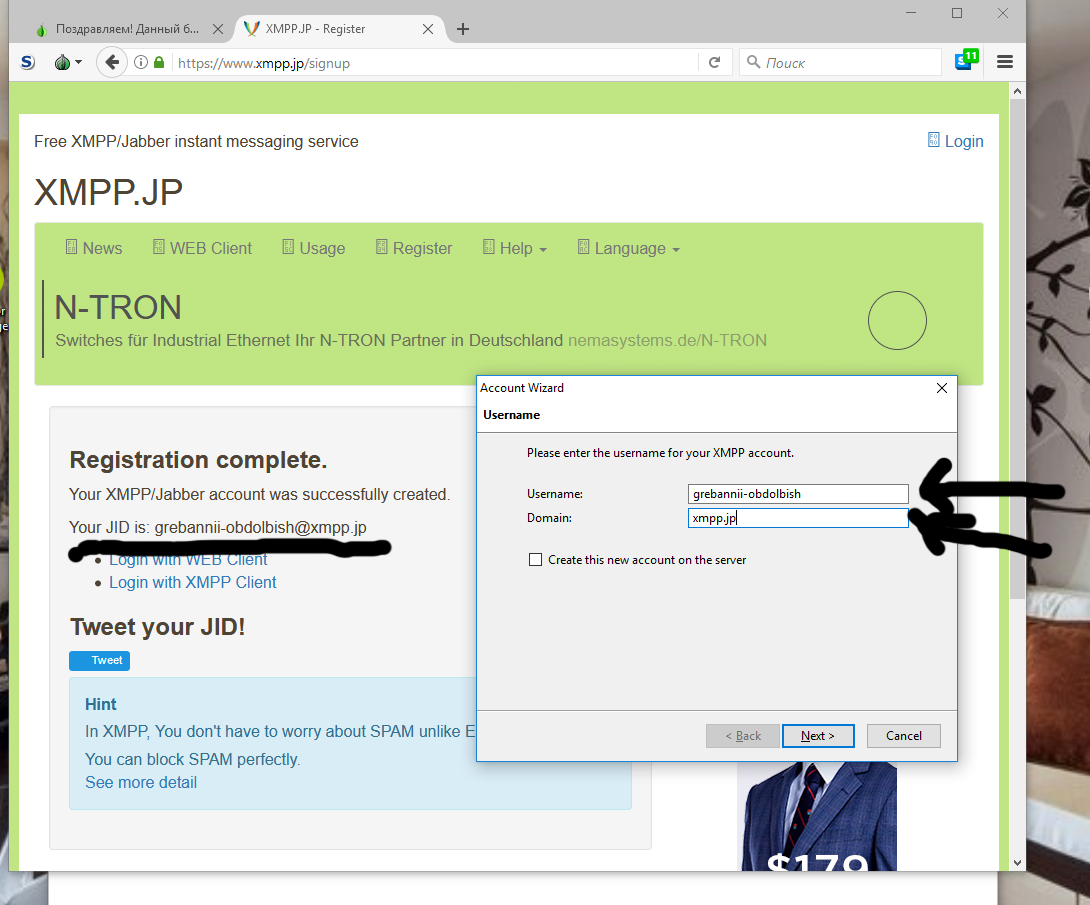 Поздравляем! Данный б...
XMPP.JP - Register
https://www.xmpp.jp/signup
Поиск
S
11
Free XMPP/Jabber instant messaging service
Login
XMPP.JP
News
WEB Client
Usage
Register
Help
Language
N-TRON
Switches für Industrial Ethernet Ihr N-TRON Partner in Deutschland nemasystems.de/N-TRON
Registration complete.
Your XMPP/Jabber account was successfully created.
Your JID is: grebannii-obdolbish@xmpp.jp
Login with WEB Client
Login with XMPP Client
Tweet your JID!
Tweet
Hint
In XMPP, You don't have to worry about SPAM unlike E
You can block SPAM perfectly.
See more detail
Account Wizard
Username
Please enter the username for your XMPP account.
Username:
grebannii-obdolbish
Domain:
xmpp.jp
Create this new account on the server
< Back
Next >
Cancel
$179